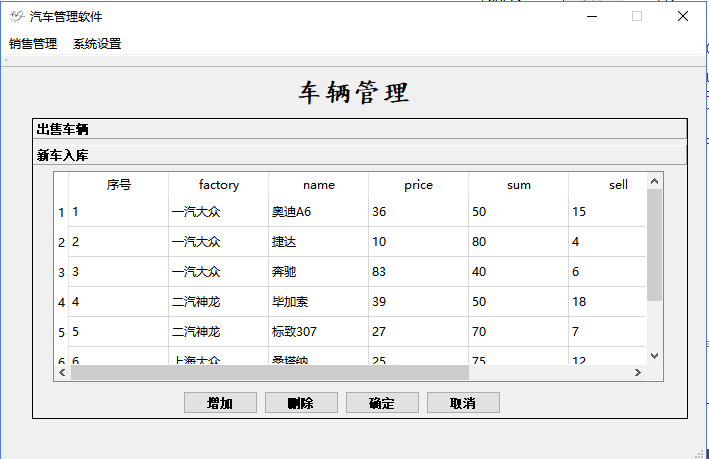 汽车管理软件
销售管理 系统设置
车辆管理
出售车辆
新车入库
序号 factory name price sum sell
1 1 一汽大众 奥迪A6 36 50 15
2 2 一汽大众 捷达 10 80 4
3 3 一汽大众 奔驰 83 40 6
4 4 二汽神龙 毕加索 39 50 18
5 5 二汽神龙 标致307 27 70 7
6 6 上海大众 桑塔纳 25 75 12
增加 删除 确定 取消